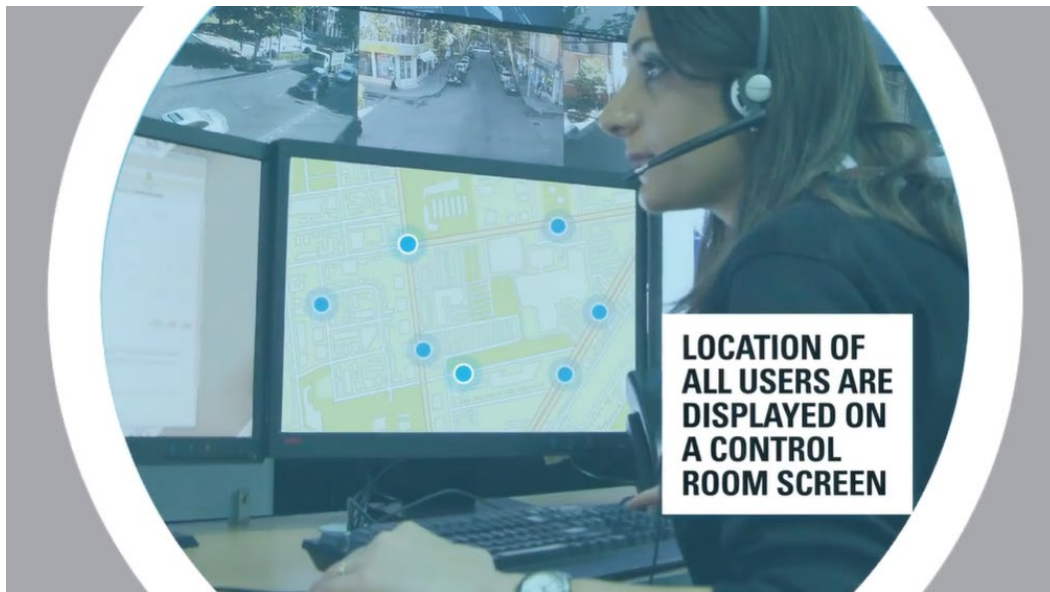 LOCATION OF
ALL USERS ARE
DISPLAYED ON
A CONTROL
ROOM SCREEN